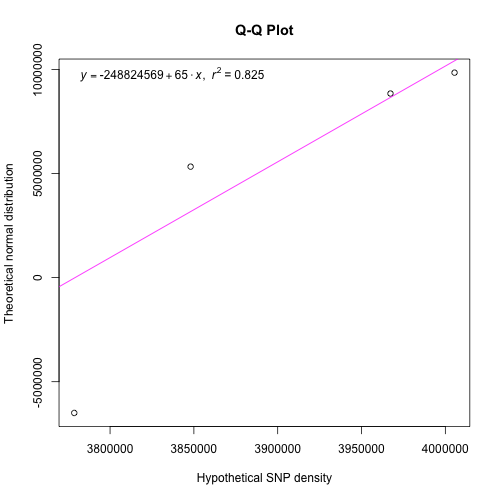 Q-Q Plot
y = -248824569 + 65 · x, r² = 0.825
10000000
5000000
0
-5000000
Theoretical normal distribution
3800000 3850000 3900000 3950000 4000000
Hypothetical SNP density